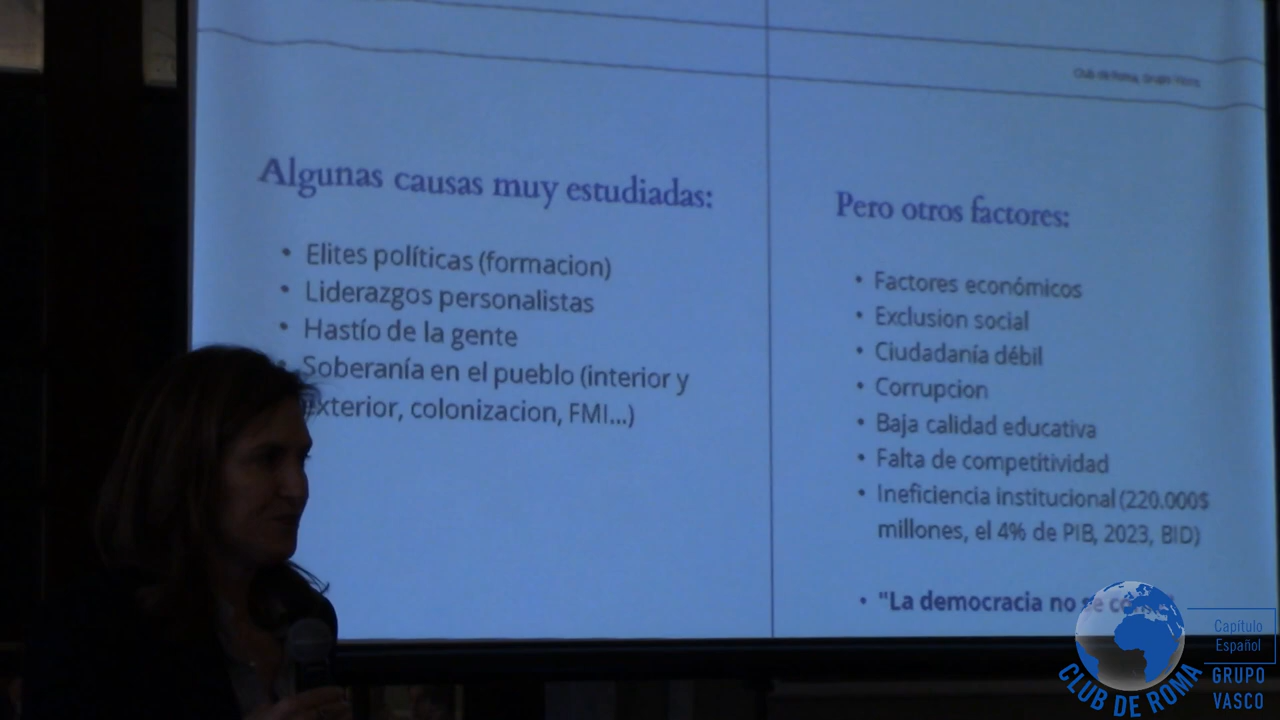 Club de Roma, Grupo Vasco
Algunas causas muy estudiadas:
• Elites políticas (formacion)
• Liderazgos personalistas
• Hastío de la gente
• Soberanía en el pueblo (interior y
exterior, colonizacion, FMI...)
Pero otros factores:
• Factores económicos
• Exclusion social
• Ciudadanía débil
• Corrupcion
• Baja calidad educativa
• Falta de competitividad
• Ineficiencia institucional (220.000$
millones, el 4% de PIB, 2023, BID)
• "La democracia no se
CLUB DE ROMA
Capítulo
Español
GRUPO
VASCO